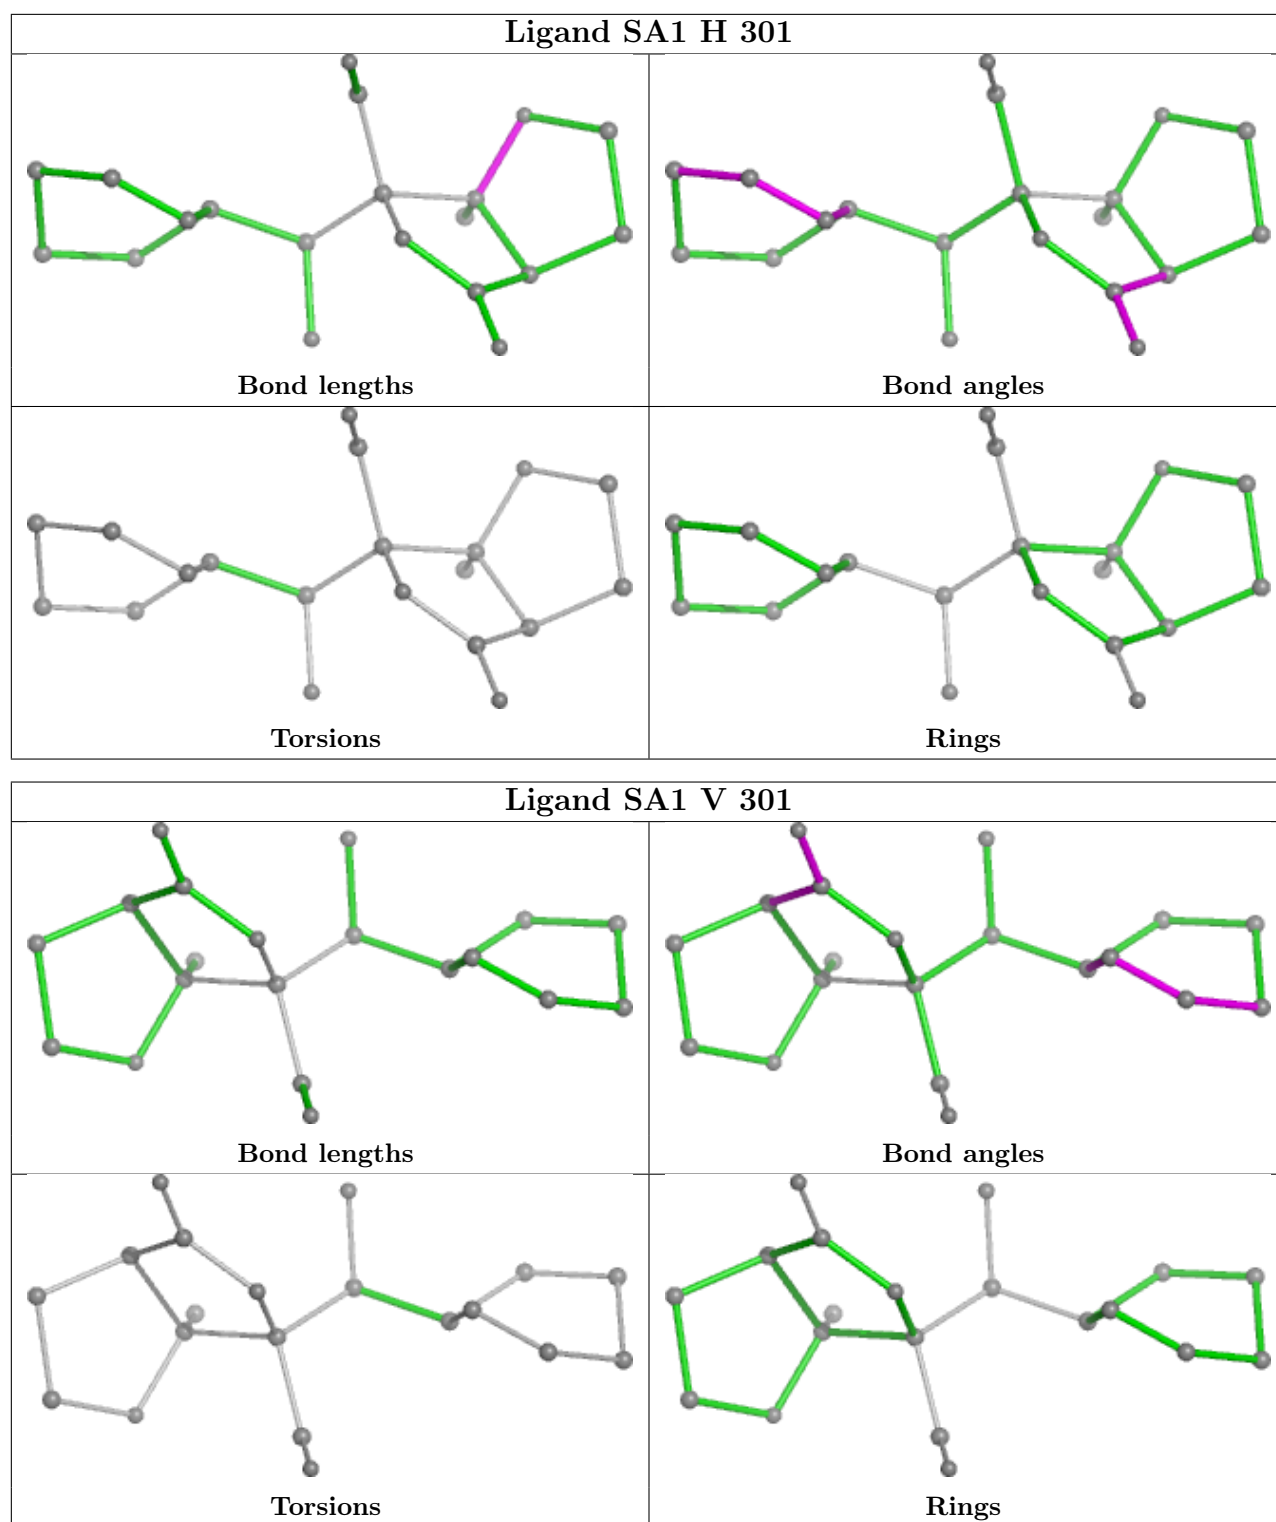 Ligand SA1 H 301
Bond lengths
Bond angles
Torsions
Rings
Ligand SA1 V 301
Bond lengths
Bond angles
Torsions
Rings